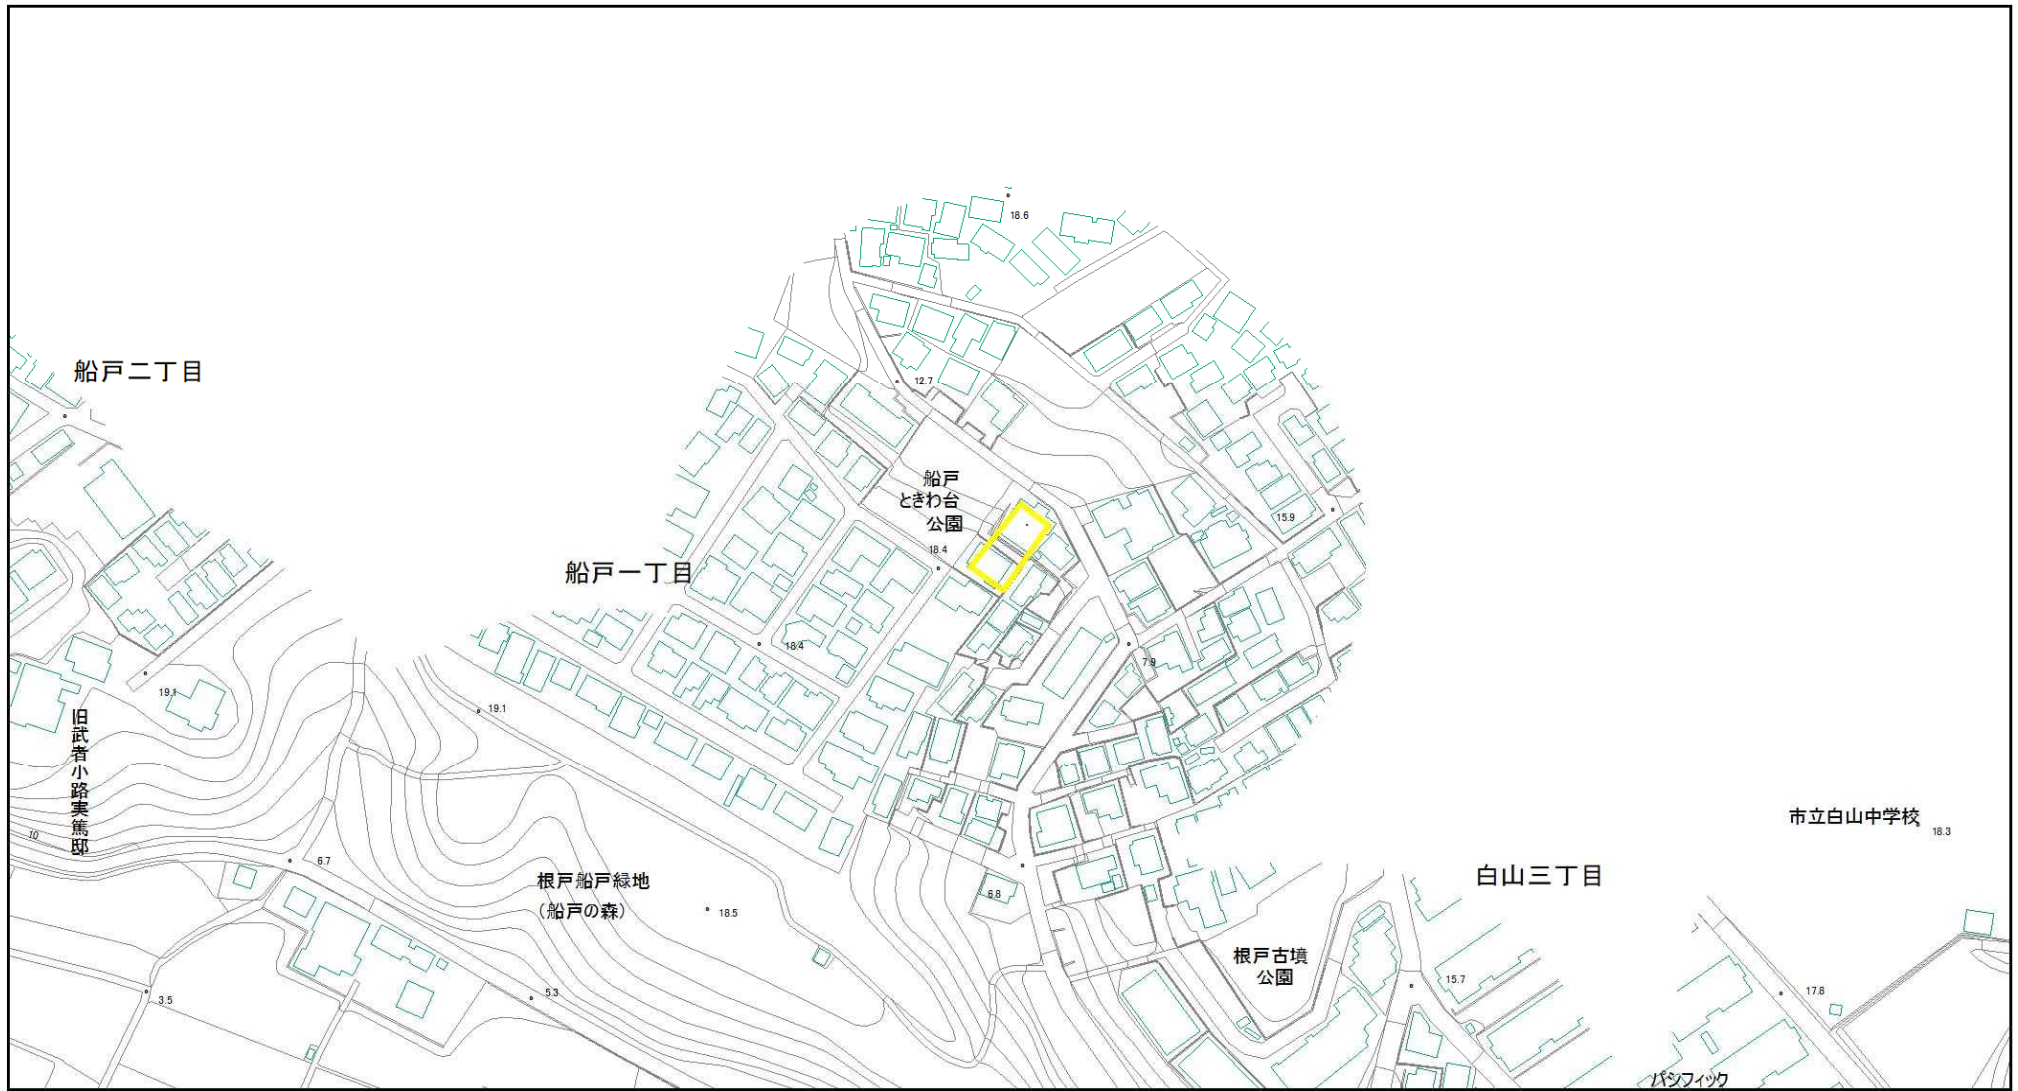 18.6
船戸二丁目
12.7
船戸
ときわ台
公園
15.9
18.4
船戸一丁目
18.4
7.9
19.1
19.1
旧武者小路実篤邸
市立白山中学校
18.3
10
6.7
根戸船戸緑地
（船戸の森）
18.5
6.8
白山三丁目
根戸古墳
公園
15.7
17.8
5.3
3.5
パシフィック